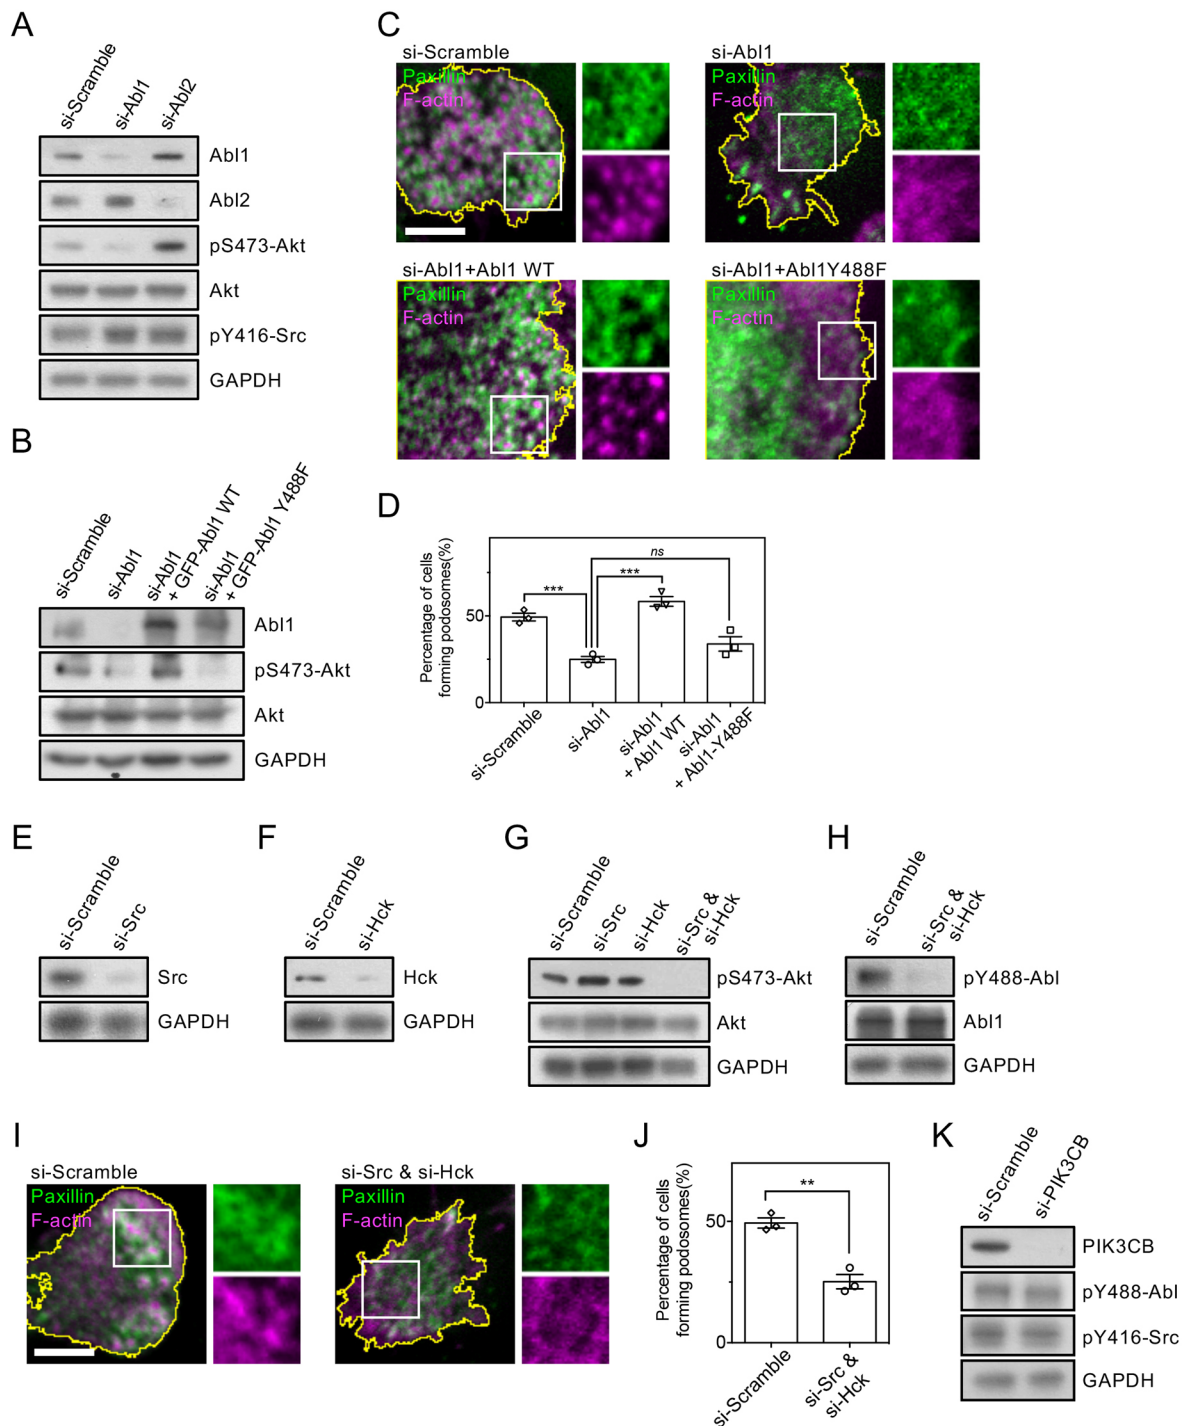 A
si-Scramble
si-Abl1
si-Abl2
Abl1
Abl2
pS473-Akt
Akt
pY416-Src
GAPDH
B
si-Scramble
si-Abl1
si-Abl1
+ GFP-Abl1 WT
si-Abl1
+ GFP-Abl1 Y488F
Abl1
pS473-Akt
Akt
GAPDH
C
si-Scramble
Paxillin
F-actin
si-Abl1
Paxillin
F-actin
si-Abl1+Abl1 WT
Paxillin
F-actin
si-Abl1+Abl1Y488F
Paxillin
F-actin
D
Percentage of cells
forming podosomes(%)
50
0
***
***
ns
si-Scramble
si-Abl1
si-Abl1
+ Abl1 WT
si-Abl1
+ Abl1-Y488F
E
si-Scramble
si-Src
Src
GAPDH
F
si-Scramble
si-Hck
Hck
GAPDH
G
si-Scramble
si-Src
si-Hck
si-Src &
si-Hck
pS473-Akt
Akt
GAPDH
H
si-Scramble
si-Src &
si-Hck
pY488-Abl
Abl1
GAPDH
I
si-Scramble
Paxillin
F-actin
si-Src & si-Hck
Paxillin
F-actin
J
Percentage of cells
forming podosomes(%)
50
0
**
si-Scramble
si-Src &
si-Hck
K
si-Scramble
si-PIK3CB
PIK3CB
pY488-Abl
pY416-Src
GAPDH